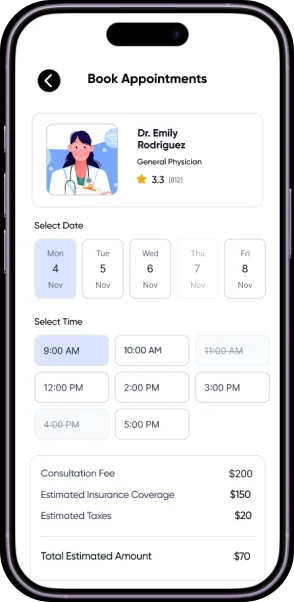 Book Appointments
Dr. Emily
Rodriguez
General Physician
3.3 (812)
Select Date
Mon Tue Wed Thu Fri
4 5 6 7 8
Nov Nov Nov Nov Nov
Select Time
9:00 AM 10:00 AM 11:00 AM
12:00 PM 2:00 PM 3:00 PM
4:00 PM 5:00 PM
Consultation Fee $200
Estimated Insurance Coverage $150
Estimated Taxes $20
Total Estimated Amount $70